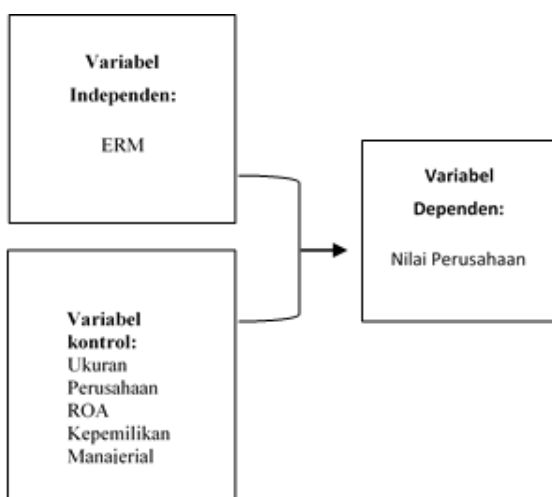 Variabel
Independen:
ERM
Variabel
kontrol:
Ukuran
Perusahaan
ROA
Kepemilikan
Manajerial
Variabel
Dependen:
Nilai Perusahaan